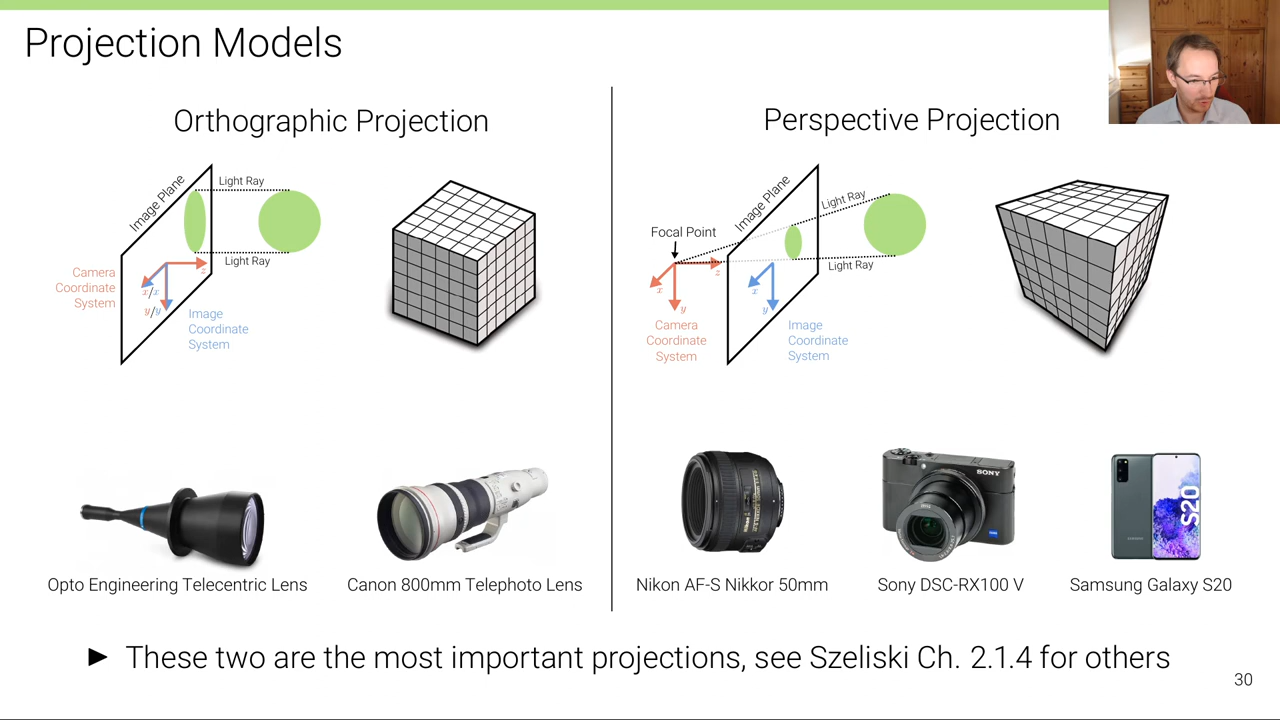 Projection Models
Orthographic Projection
Image Plane
Light Ray
Light Ray
Camera
Coordinate
System
z
x/x
y/y
Image
Coordinate
System
Perspective Projection
Focal Point
Image Plane
Light Ray
Light Ray
z
x
y
Camera
Coordinate
System
x
y
Image
Coordinate
System
Opto Engineering Telecentric Lens
Canon 800mm Telephoto Lens
Nikon AF-S Nikkor 50mm
SONY
Sony DSC-RX100 V
S20
Samsung Galaxy S20
► These two are the most important projections, see Szeliski Ch. 2.1.4 for others
30